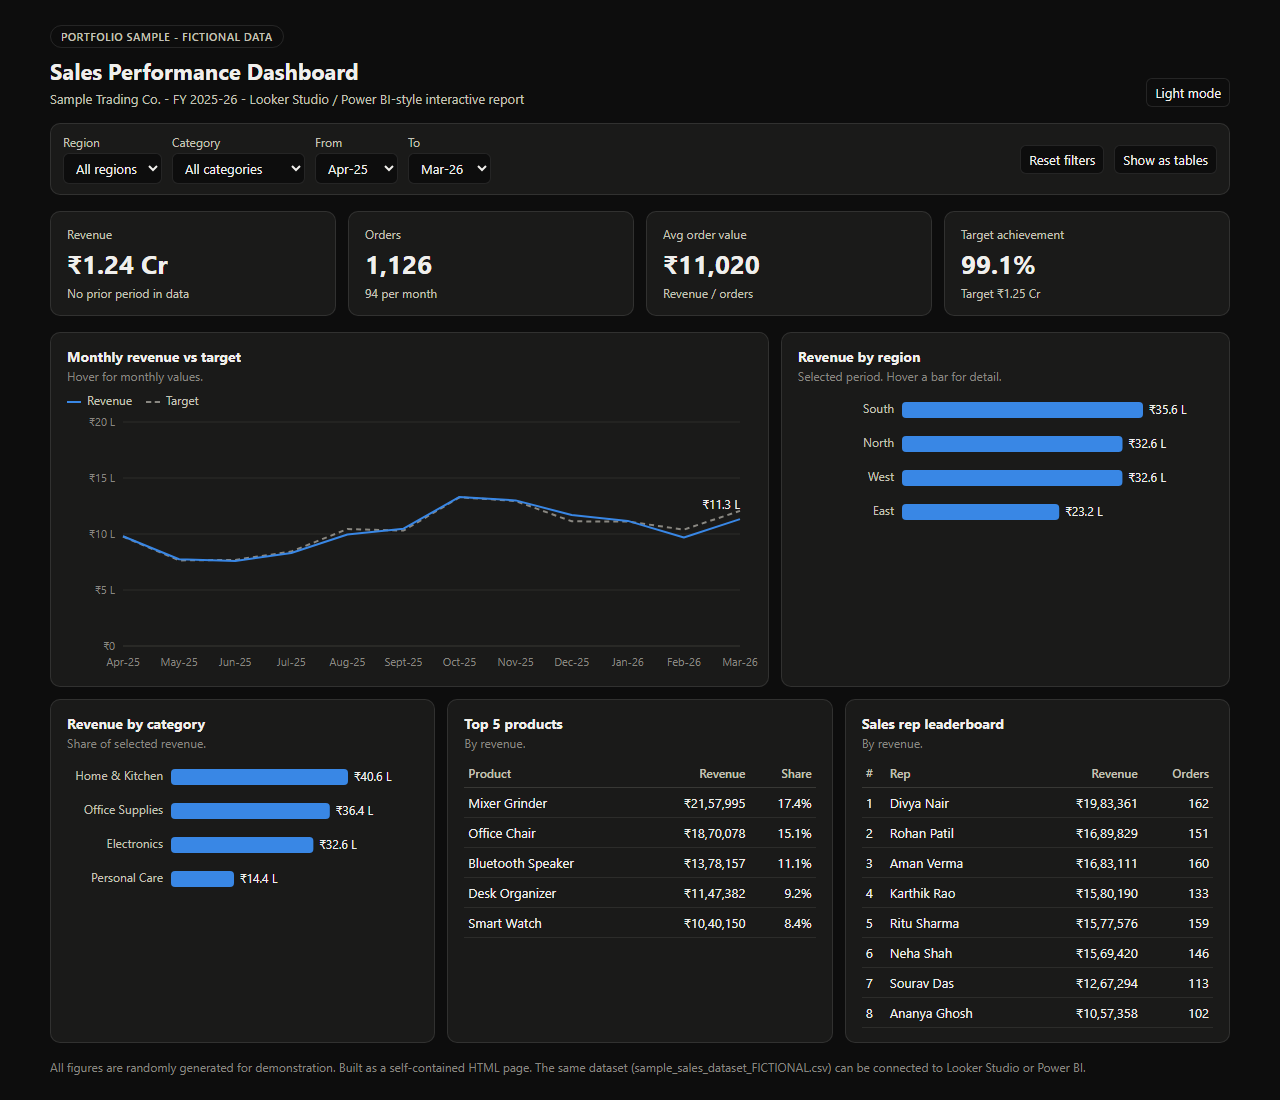 PORTFOLIO SAMPLE - FICTIONAL DATA
Sales Performance Dashboard
Sample Trading Co. - FY 2025-26 - Looker Studio / Power BI-style interactive report
Light mode
Region Category From To
All regions All categories Apr-25 Mar-26
Reset filters Show as tables
Revenue
₹1.24 Cr
No prior period in data
Orders
1,126
94 per month
Avg order value
₹11,020
Revenue / orders
Target achievement
99.1%
Target ₹1.25 Cr
Monthly revenue vs target
Hover for monthly values.
Revenue Target
₹20 L
₹15 L
₹11.3 L
₹10 L
₹5 L
₹0
Apr-25 May-25 Jun-25 Jul-25 Aug-25 Sept-25 Oct-25 Nov-25 Dec-25 Jan-26 Feb-26 Mar-26
Revenue by region
Selected period. Hover a bar for detail.
South ₹35.6 L
North ₹32.6 L
West ₹32.6 L
East ₹23.2 L
Revenue by category
Share of selected revenue.
Home & Kitchen ₹40.6 L
Office Supplies ₹36.4 L
Electronics ₹32.6 L
Personal Care ₹14.4 L
Top 5 products
By revenue.
Product Revenue Share
Mixer Grinder ₹21,57,995 17.4%
Office Chair ₹18,70,078 15.1%
Bluetooth Speaker ₹13,78,157 11.1%
Desk Organizer ₹11,47,382 9.2%
Smart Watch ₹10,40,150 8.4%
Sales rep leaderboard
By revenue.
# Rep Revenue Orders
1 Divya Nair ₹19,83,361 162
2 Rohan Patil ₹16,89,829 151
3 Aman Verma ₹16,83,111 160
4 Karthik Rao ₹15,80,190 133
5 Ritu Sharma ₹15,77,576 159
6 Neha Shah ₹15,69,420 146
7 Sourav Das ₹12,67,294 113
8 Ananya Ghosh ₹10,57,358 102
All figures are randomly generated for demonstration. Built as a self-contained HTML page. The same dataset (sample_sales_dataset_FICTIONAL.csv) can be connected to Looker Studio or Power BI.